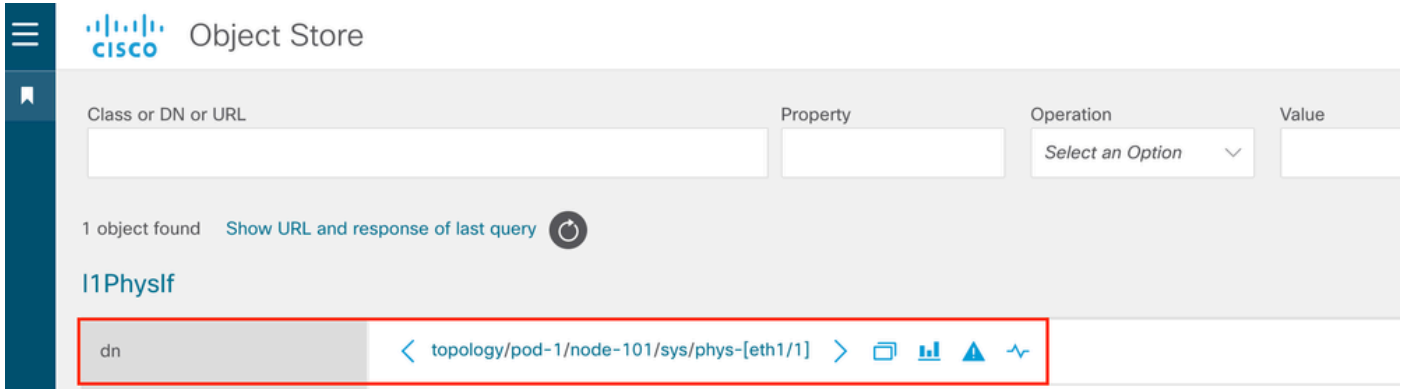 CISCO Object Store
Class or DN or URL Property Operation Value
Select an Option
1 object found Show URL and response of last query
l1PhysIf
dn topology/pod-1/node-101/sys/phys-[eth1/1]